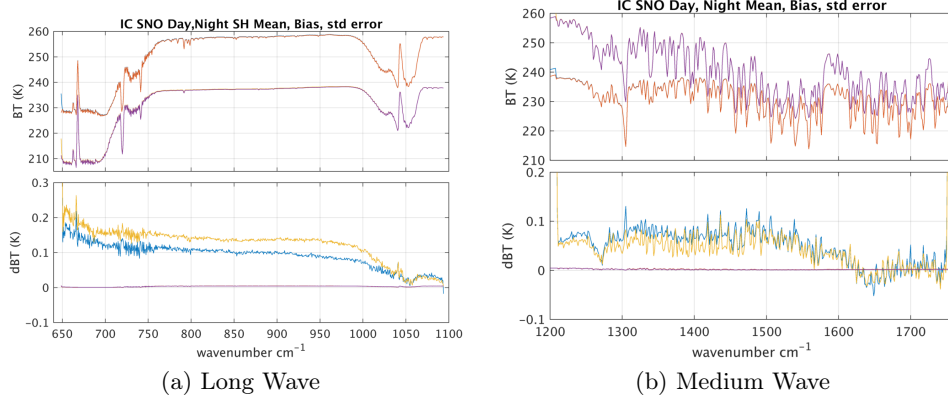 IC SNO Day,Night SH Mean, Bias, std error
260
250
240
230
220
210
BT (K)
0.3
0.2
0.1
0
−0.1
dBT (K)
640 700 750 800 850 900 950 1000 1050 1100
wavenumber cm−1
(a) Long Wave
IC SNO Day, Night Mean, Bias, std error
260
250
240
230
220
210
BT (K)
0.2
0.1
0
−0.1
dBT (K)
1200 1300 1400 1500 1600 1700
wavenumber cm−1
(b) Medium Wave